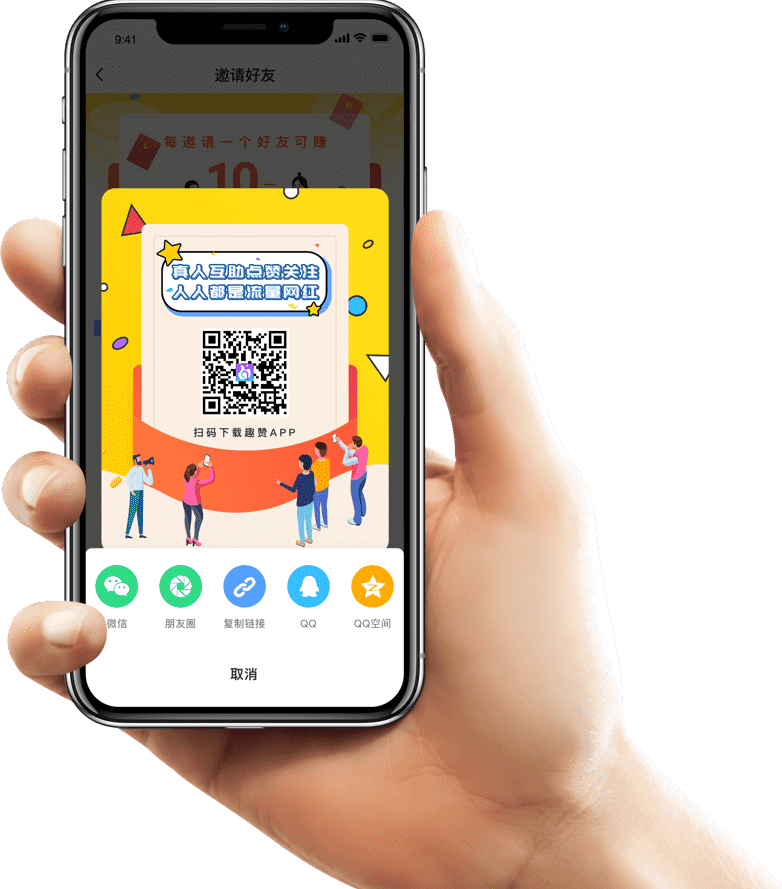 9:41
邀请好友
每邀请一个好友可赚
10
真人互助点赞关注
人人都是流量网红
扫码下载趣赞APP
微信
朋友圈
复制链接
QQ
QQ空间
取消